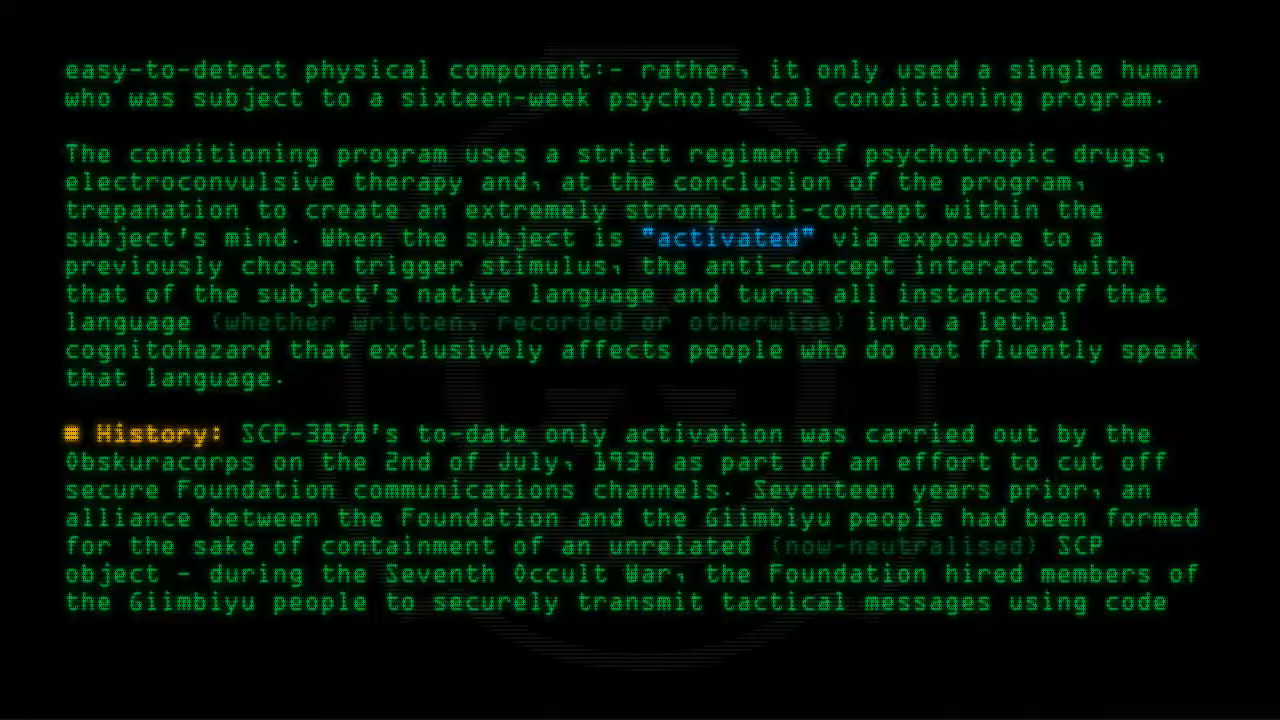 easy-to-detect physical component:- rather, it only used a single human
who was subject to a sixteen-week psychological conditioning program.
The conditioning program uses a strict regimen of psychotropic drugs,
electroconvulsive therapy and, at the conclusion of the program,
trepanation to create an extremely strong anti-concept within the
subject's mind. When the subject is "activated" via exposure to a
previously chosen trigger stimulus, the anti-concept interacts with
that of the subject's native language and turns all instances of that
language (whether written, recorded or otherwise) into a lethal
cognitohazard that exclusively affects people who do not fluently speak
that language.
■ History: SCP-3878's to-date only activation was carried out by the
Obskuracorps on the 2nd of July, 1939 as part of an effort to cut off
secure Foundation communications channels. Seventeen years prior, an
alliance between the Foundation and the Giimbiyu people had been formed
for the sake of containment of an unrelated (now-neutralised) SCP
object - during the Seventh Occult War, the Foundation hired members of
the Giimbiyu people to securely transmit tactical messages using code